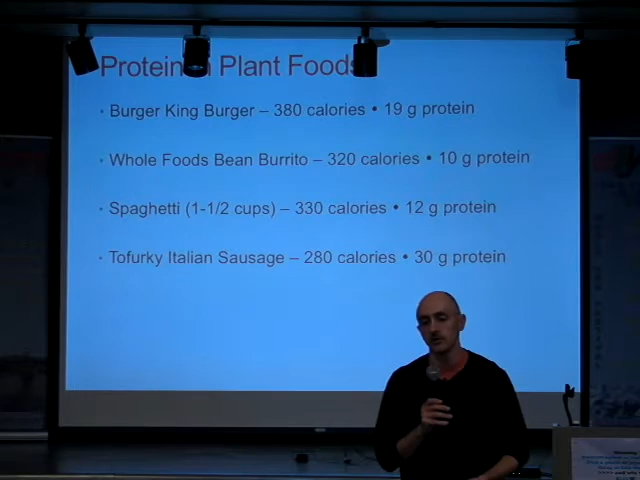 Protein in Plant Foods
• Burger King Burger – 380 calories • 19 g protein
• Whole Foods Bean Burrito – 320 calories • 10 g protein
• Spaghetti (1-1/2 cups) – 330 calories • 12 g protein
• Tofurky Italian Sausage – 280 calories • 30 g protein